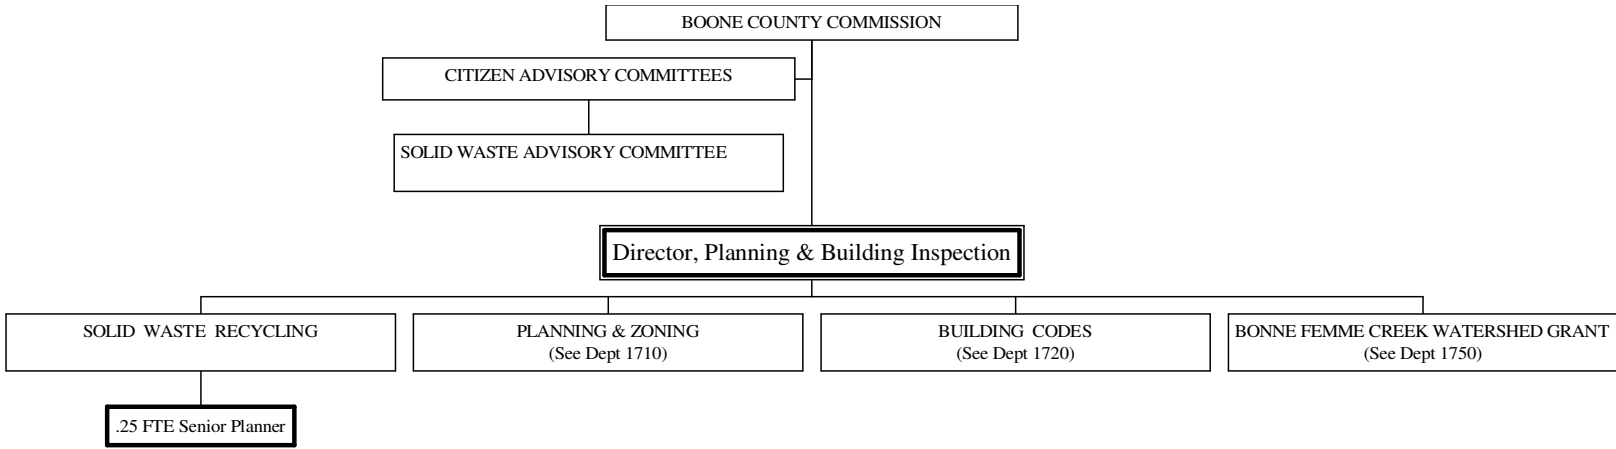 BOONE COUNTY COMMISSION
CITIZEN ADVISORY COMMITTEES
SOLID WASTE ADVISORY COMMITTEE
Director, Planning & Building Inspection
SOLID WASTE RECYCLING
PLANNING & ZONING
(See Dept 1710)
BUILDING CODES
(See Dept 1720)
BONNE FEMME CREEK WATERSHED GRANT
(See Dept 1750)
.25 FTE Senior Planner